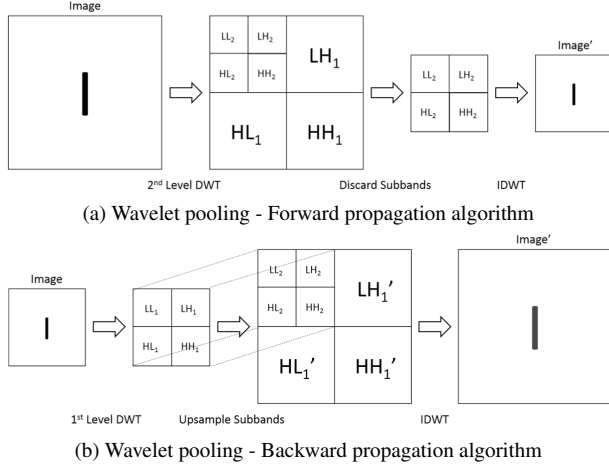 Image
Image’
LL2 LH2
LH1
HL2 HH2
HL1 HH1
LL2 LH2
HL2 HH2
2nd Level DWT Discard Subbands IDWT
(a) Wavelet pooling - Forward propagation algorithm
Image’
Image
LL2 LH2
LH1’
HL2 HH2
HL1’ HH1’
LL1 LH1
HL1 HH1
1st Level DWT Upsample Subbands IDWT
(b) Wavelet pooling - Backward propagation algorithm